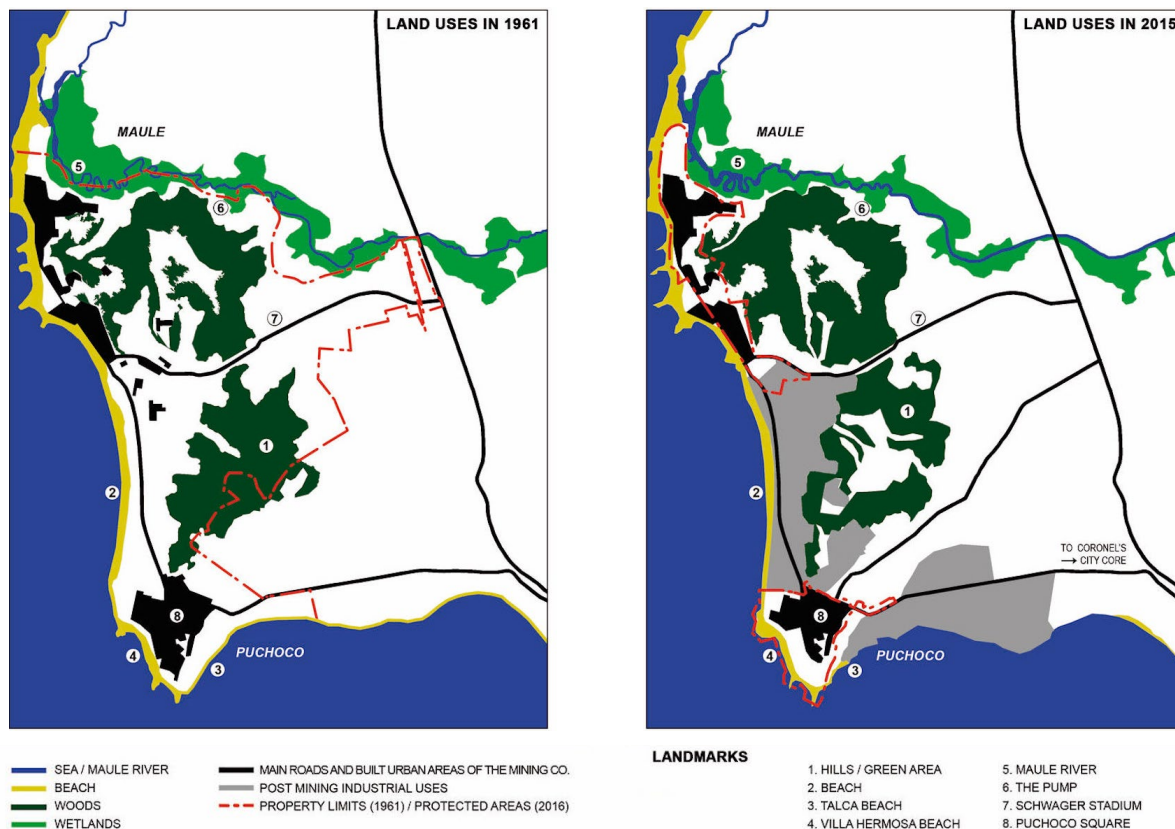 LAND USES IN 1961
MAULE
5
6
7
1
2
8
4
3
PUCHOCO
LAND USES IN 2015
MAULE
5
6
7
1
2
TO CORONEL'S
→ CITY CORE
8
4
3
PUCHOCO
SEA / MAULE RIVER
BEACH
WOODS
WETLANDS
MAIN ROADS AND BUILT URBAN AREAS OF THE MINING CO.
POST MINING INDUSTRIAL USES
PROPERTY LIMITS (1961) / PROTECTED AREAS (2016)
LANDMARKS
1. HILLS / GREEN AREA
2. BEACH
3. TALCA BEACH
4. VILLA HERMOSA BEACH
5. MAULE RIVER
6. THE PUMP
7. SCHWAGER STADIUM
8. PUCHOCO SQUARE